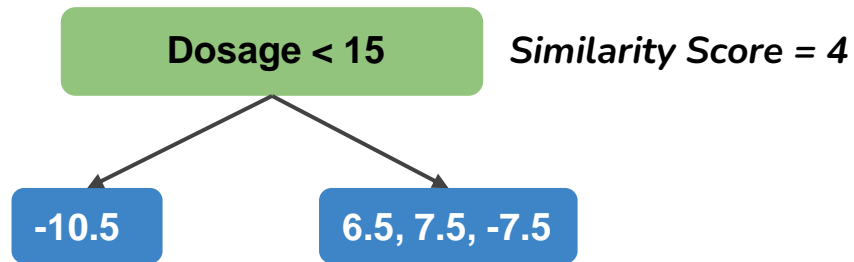 Dosage < 15
Similarity Score = 4
-10.5
6.5, 7.5, -7.5